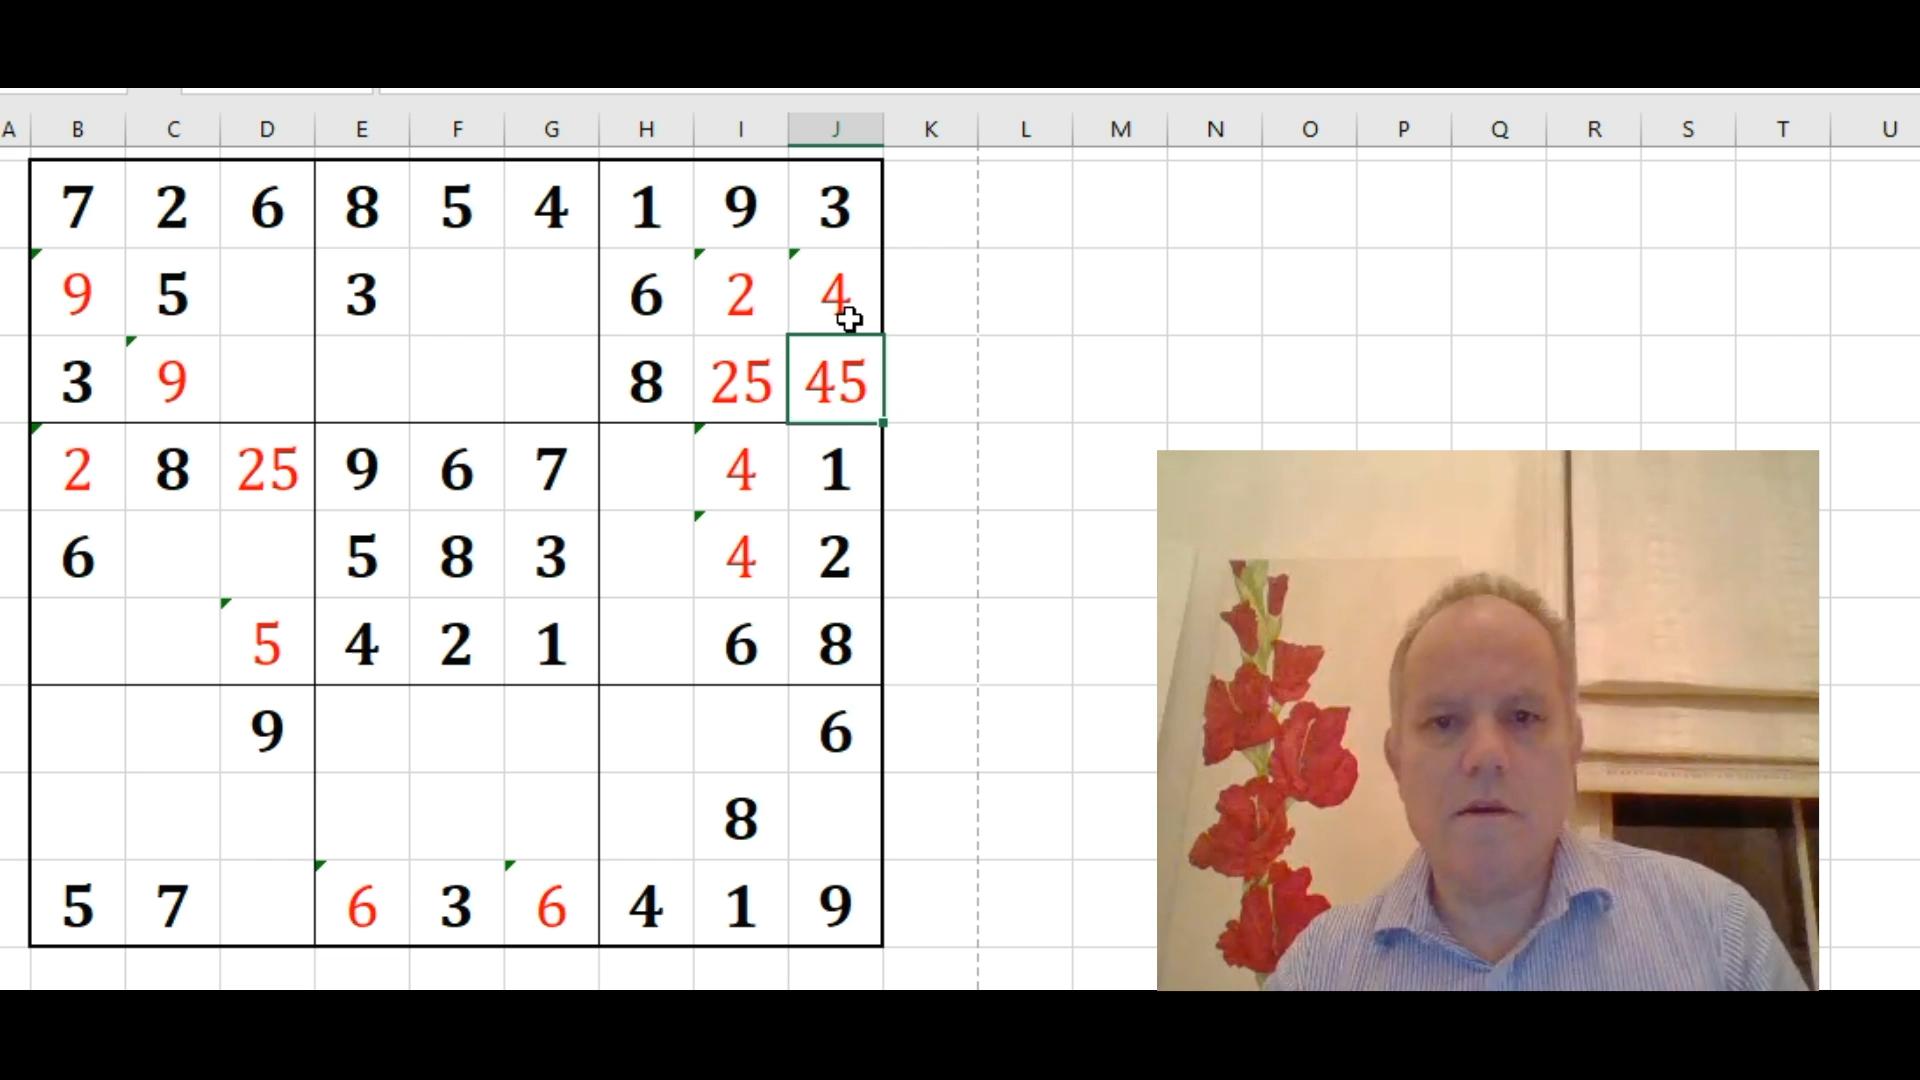 A B C D E F G H I J K L M N O P Q R S T U
7 2 6 8 5 4 1 9 3
9 5 3 6 2 4
3 9 8 25 45
2 8 25 9 6 7 4 1
6 5 8 3 4 2
5 4 2 1 6 8
9 6
8
5 7 6 3 6 4 1 9